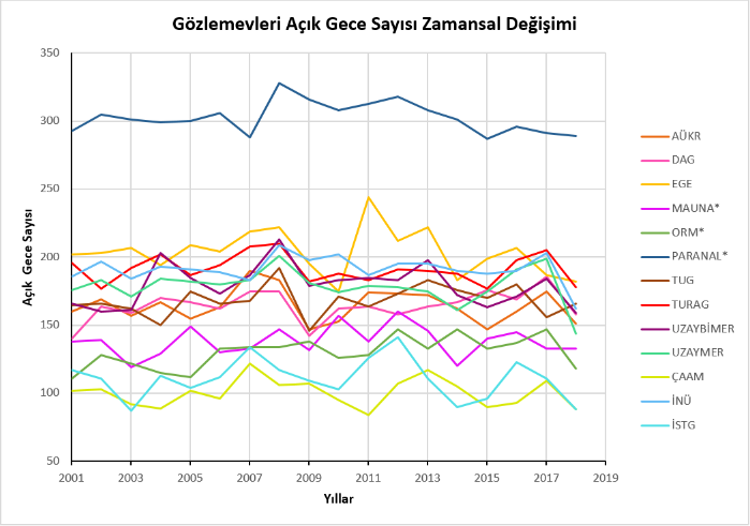 Gözlemevleri Açık Gece Sayısı Zamansal Değişimi
350
300
250
200
150
100
50
Açık Gece Sayısı
2001
2003
2005
2007
2009
2011
2013
2015
2017
2019
Yıllar
AÜKR
DAG
EGE
MAUNA*
ORM*
PARANAL*
TUG
TURAG
UZAYBİMER
UZAYMER
ÇAAM
İNÜ
İSTG